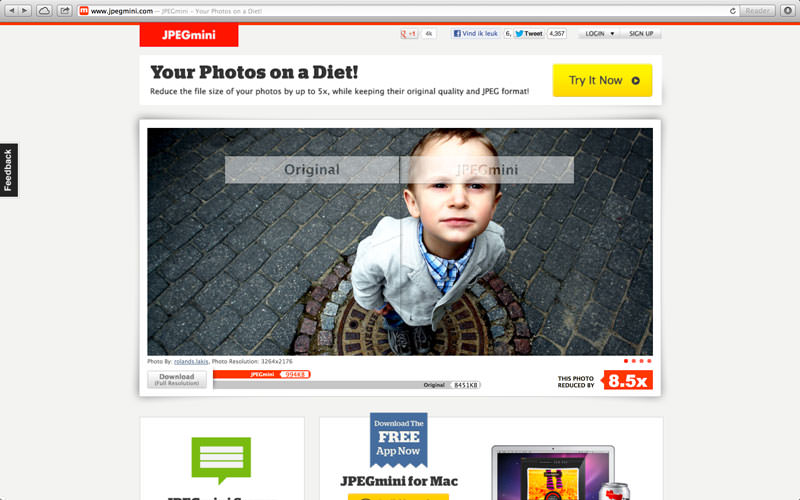 www.jpegmini.com — JPEGmini – Your Photos on a Diet!
Reader
JPEGmini
+1 4k Vind ik leuk 6, Tweet 4,357 LOGIN SIGN UP
Your Photos on a Diet!
Reduce the file size of your photos by up to 5x, while keeping their original quality and JPEG format!
Try It Now
Feedback
Original JPEGmini
Photo By: rolands.lakis, Photo Resolution: 3264x2176
Download
(Full Resolution)
JPEGmini 994KB
Original 8451KB
THIS PHOTO
REDUCED BY
8.5x
Download The
FREE
App Now
JPEGmini for Mac